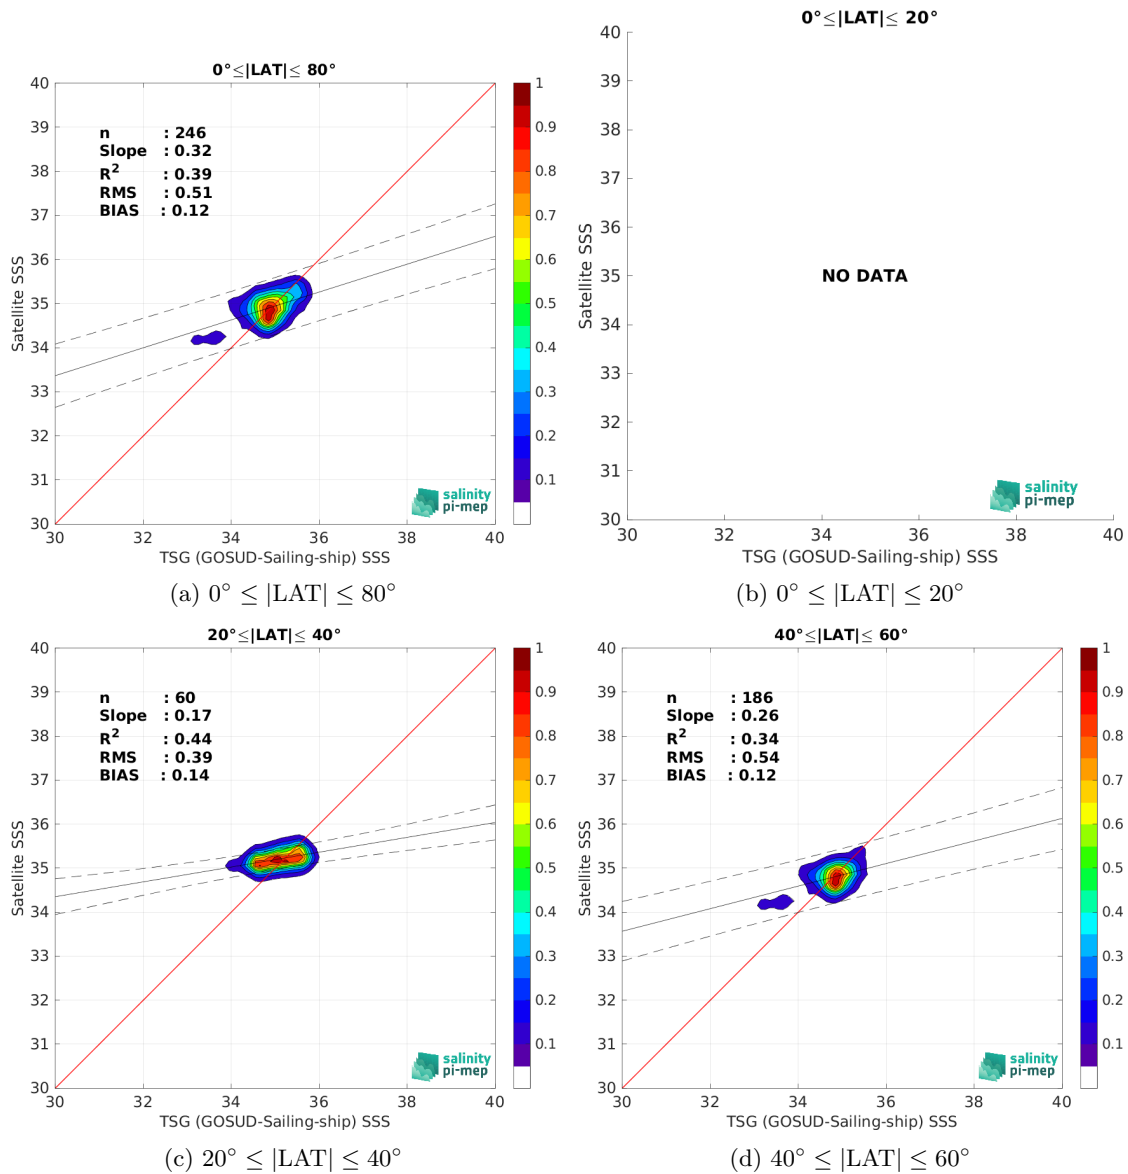 0°≤|LAT|≤ 80°
40
39
38
37
36
35
34
33
32
31
30
n : 246
Slope : 0.32
R² : 0.39
RMS : 0.51
BIAS : 0.12
1
0.9
0.8
0.7
0.6
0.5
0.4
0.3
0.2
0.1
Satellite SSS
salinity
pi-mep
30 32 34 36 38 40
TSG (GOSUD-Sailing-ship) SSS
(a) 0° ≤ |LAT| ≤ 80°
0°≤|LAT|≤ 20°
40
39
38
37
36
35
34
33
32
31
30
Satellite SSS
NO DATA
salinity
pi-mep
30 32 34 36 38 40
TSG (GOSUD-Sailing-ship) SSS
(b) 0° ≤ |LAT| ≤ 20°
20°≤|LAT|≤ 40°
40
39
38
37
36
35
34
33
32
31
30
n : 60
Slope : 0.17
R² : 0.44
RMS : 0.39
BIAS : 0.14
1
0.9
0.8
0.7
0.6
0.5
0.4
0.3
0.2
0.1
Satellite SSS
salinity
pi-mep
30 32 34 36 38 40
TSG (GOSUD-Sailing-ship) SSS
(c) 20° ≤ |LAT| ≤ 40°
40°≤|LAT|≤ 60°
40
39
38
37
36
35
34
33
32
31
30
n : 186
Slope : 0.26
R² : 0.34
RMS : 0.54
BIAS : 0.12
1
0.9
0.8
0.7
0.6
0.5
0.4
0.3
0.2
0.1
Satellite SSS
salinity
pi-mep
30 32 34 36 38 40
TSG (GOSUD-Sailing-ship) SSS
(d) 40° ≤ |LAT| ≤ 60°